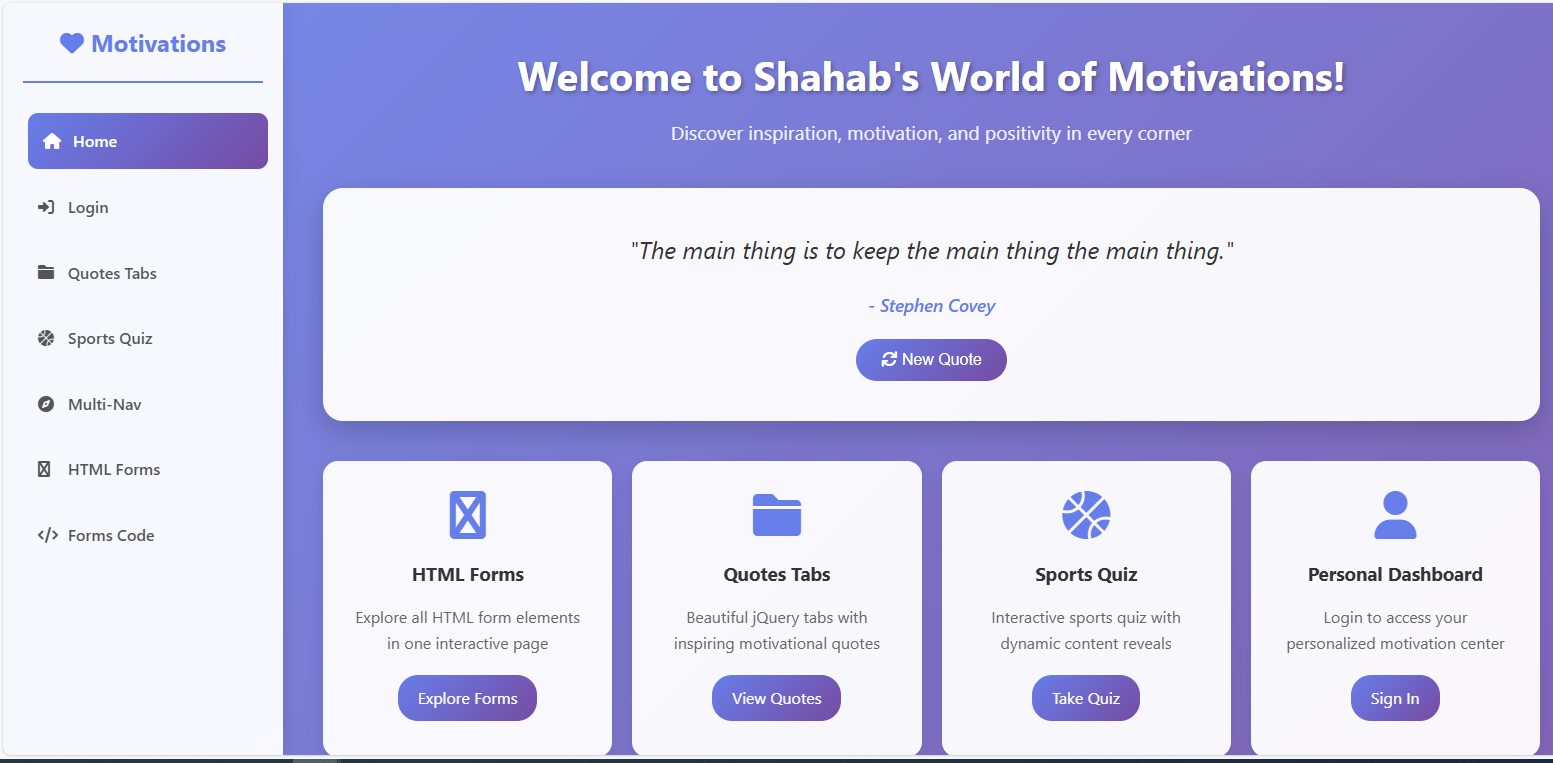 Motivations
Home
Login
Quotes Tabs
Sports Quiz
Multi-Nav
HTML Forms
Forms Code
Welcome to Shahab's World of Motivations!
Discover inspiration, motivation, and positivity in every corner
"The main thing is to keep the main thing the main thing."
- Stephen Covey
New Quote
HTML Forms
Explore all HTML form elements
in one interactive page
Explore Forms
Quotes Tabs
Beautiful jQuery tabs with
inspiring motivational quotes
View Quotes
Sports Quiz
Interactive sports quiz with
dynamic content reveals
Take Quiz
Personal Dashboard
Login to access your
personalized motivation center
Sign In